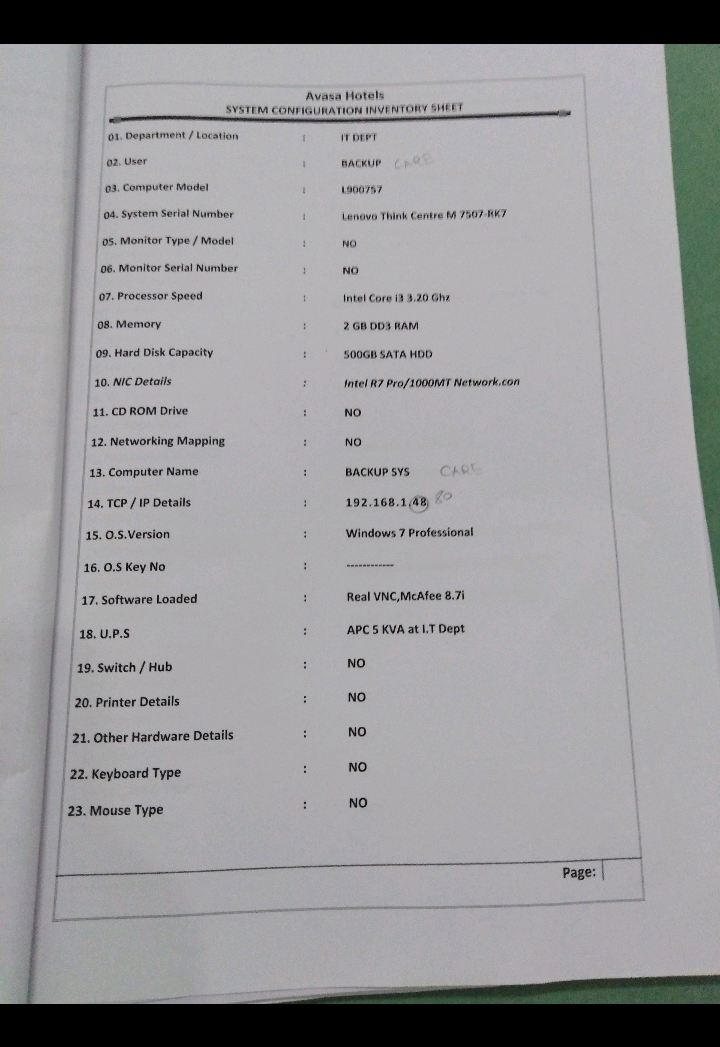 Avasa Hotels
SYSTEM CONFIGURATION INVENTORY SHEET
01. Department / Location : IT DEPT
02. User : BACKUP CARE
03. Computer Model : L900757
04. System Serial Number : Lenovo Think Centre M 7507-RK7
05. Monitor Type / Model : NO
06. Monitor Serial Number : NO
07. Processor Speed : Intel Core i3 3.20 Ghz
08. Memory : 2 GB DD3 RAM
09. Hard Disk Capacity : 500GB SATA HDD
10. NIC Details : Intel R7 Pro/1000MT Network.con
11. CD ROM Drive : NO
12. Networking Mapping : NO
13. Computer Name : BACKUP SYS CARE
14. TCP / IP Details : 192.168.1.48 80
15. O.S.Version : Windows 7 Professional
16. O.S Key No : ------------
17. Software Loaded : Real VNC,McAfee 8.7i
18. U.P.S : APC 5 KVA at I.T Dept
19. Switch / Hub : NO
20. Printer Details : NO
21. Other Hardware Details : NO
22. Keyboard Type : NO
23. Mouse Type : NO
Page: